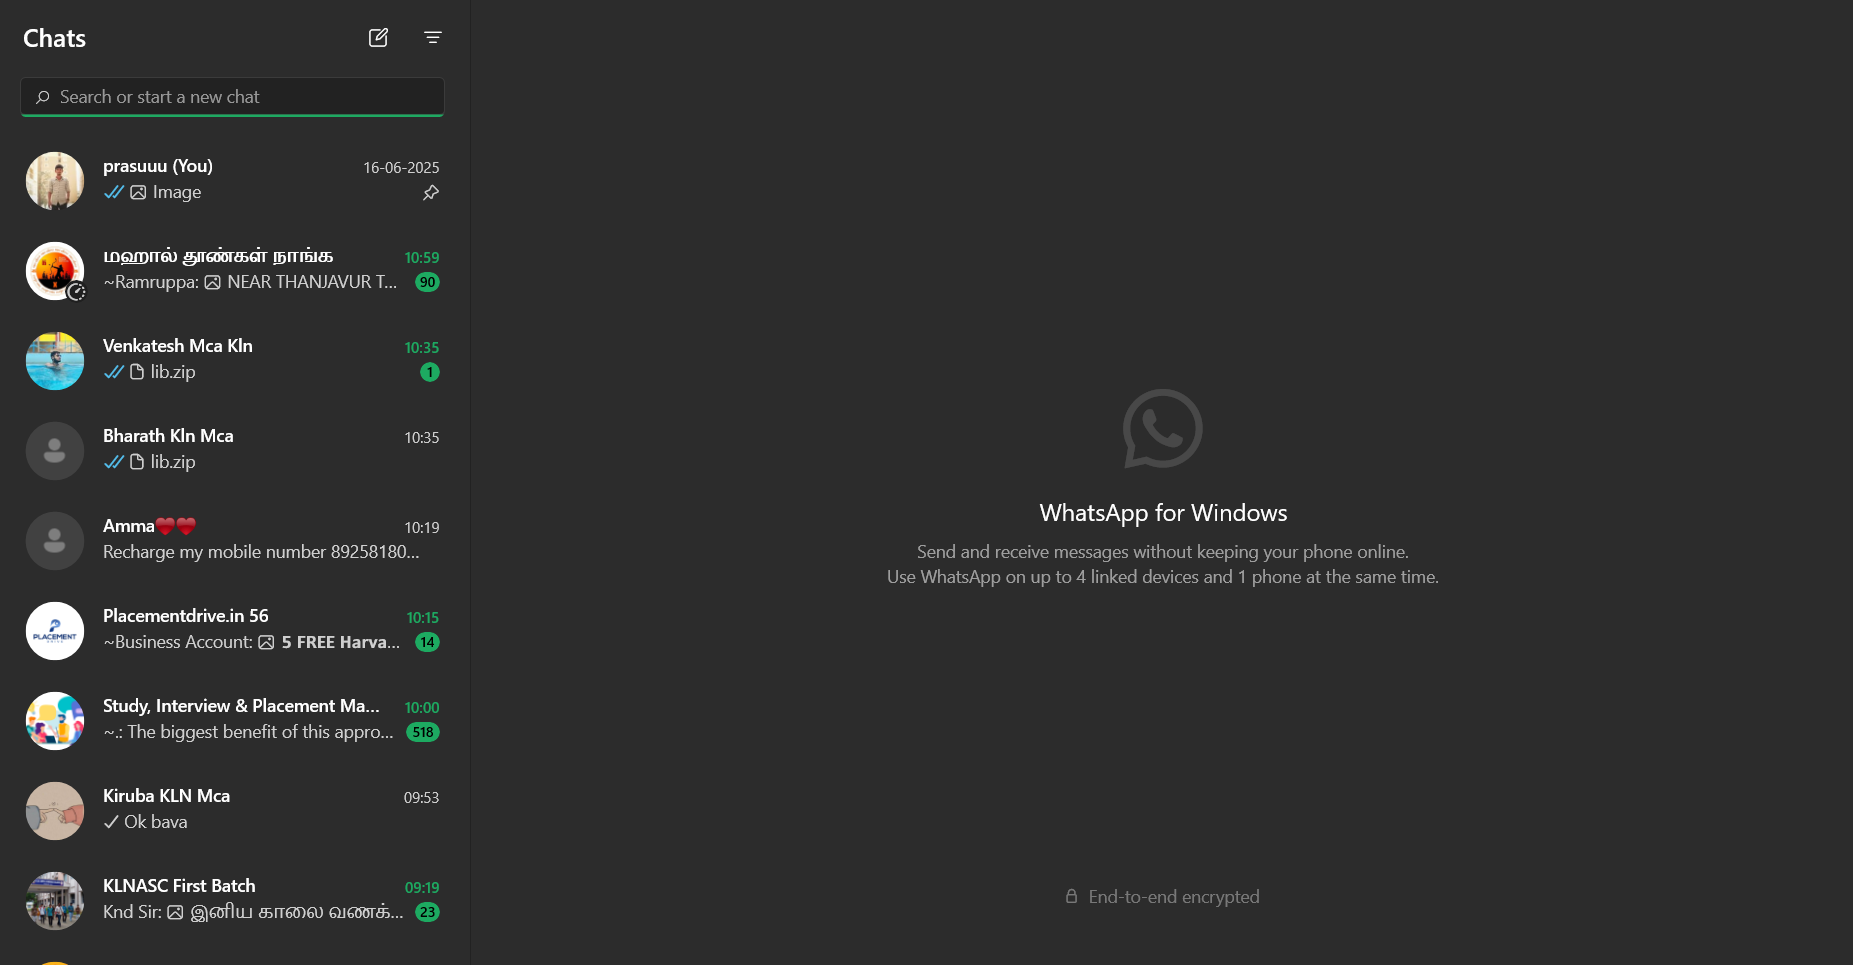 Chats
Search or start a new chat
prasuuu (You)
16-06-2025
Image
மஹால் தூண்கள் நாங்க
10:59
~Ramruppa: NEAR THANJAVUR T...
90
Venkatesh Mca Kln
10:35
lib.zip
1
Bharath Kln Mca
10:35
lib.zip
Amma❤️❤️
10:19
Recharge my mobile number 89258180...
PLACEMENT
Placementdrive.in 56
10:15
~Business Account: 5 FREE Harva...
14
Study, Interview & Placement Ma...
10:00
~.: The biggest benefit of this appro...
518
Kiruba KLN Mca
09:53
Ok bava
KLNASC First Batch
09:19
Knd Sir: இனிய காலை வணக்...
23
WhatsApp for Windows
Send and receive messages without keeping your phone online.
Use WhatsApp on up to 4 linked devices and 1 phone at the same time.
End-to-end encrypted